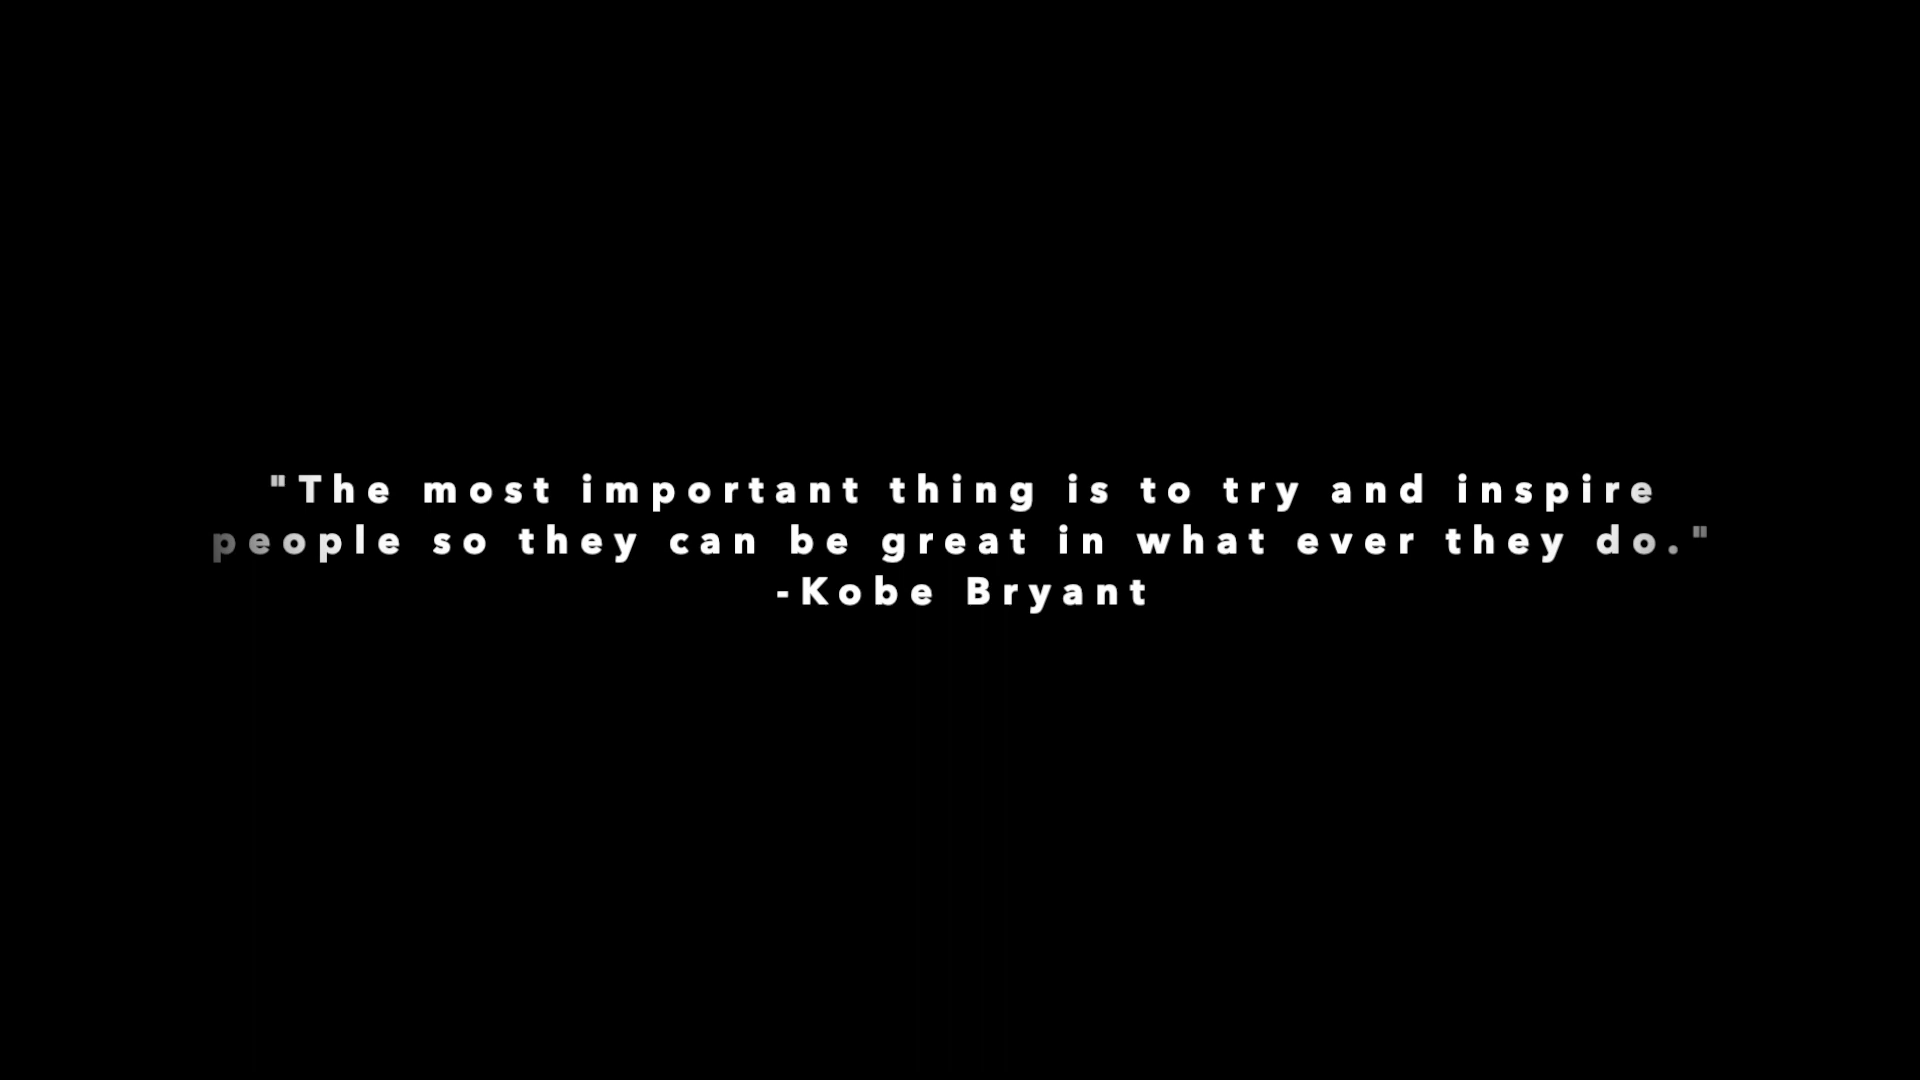 "The most important thing is to try and inspire
people so they can be great in what ever they do."
-Kobe Bryant